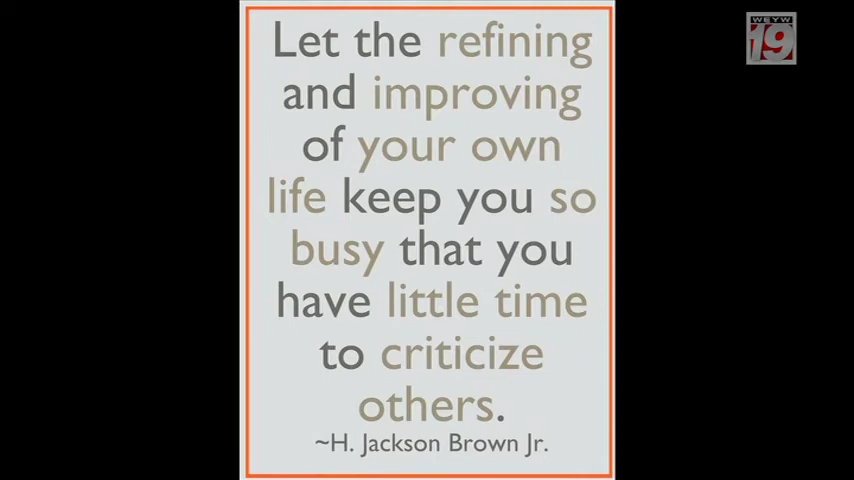 WEYW
19
Let the refining
and improving
of your own
life keep you so
busy that you
have little time
to criticize
others.
~H. Jackson Brown Jr.